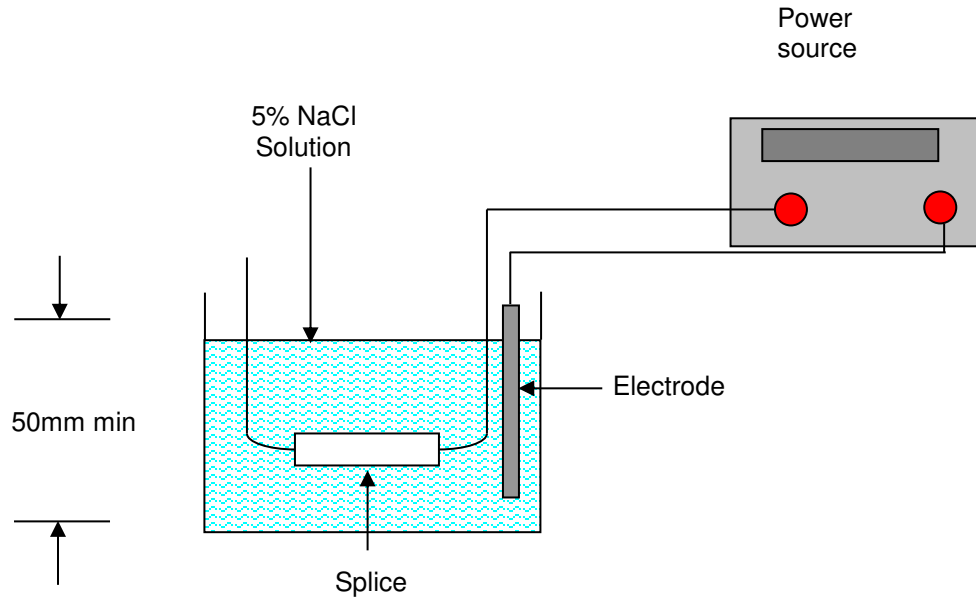 Power
source
5% NaCl
Solution
Electrode
50mm min
Splice